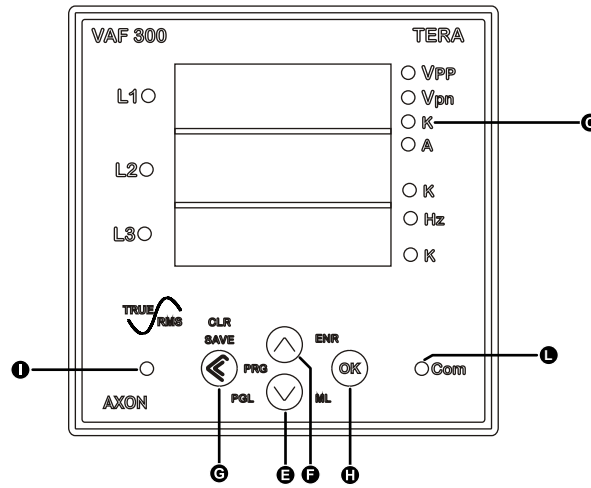 VAF 300 TERA
VPP
L1 Vpn
K
A
L2 K
Hz
L3 K
TRUE RMS
CLR
SAVE ENR
PRG OK
PGL ML
Com
AXON
I L
G E F H